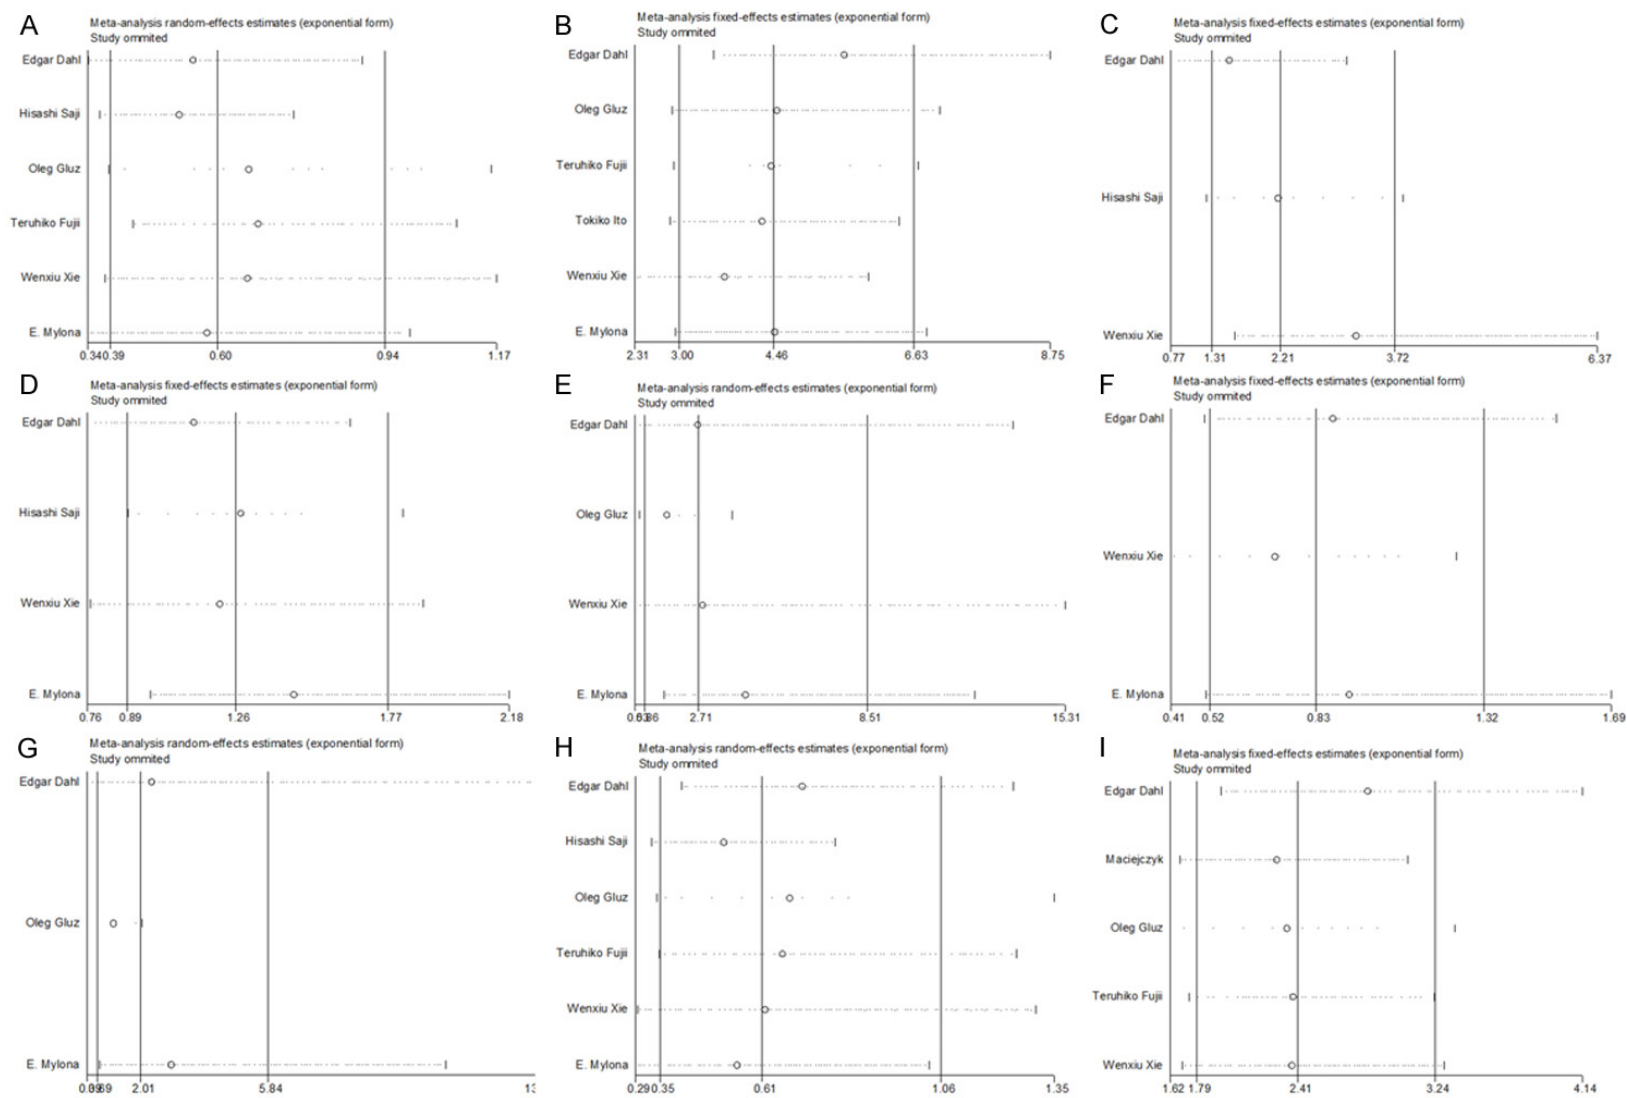 A
Meta-analysis random-effects estimates (exponential form)
Study ommited
Edgar Dahl
Hisashi Saji
Oleg Gluz
Teruhiko Fujii
Wenxiu Xie
E. Mylona
0.34 0.39 0.60 0.94 1.17
B
Meta-analysis fixed-effects estimates (exponential form)
Study ommited
Edgar Dahl
Oleg Gluz
Teruhiko Fujii
Tokiko Ito
Wenxiu Xie
E. Mylona
2.31 3.00 4.46 6.63 8.75
C
Meta-analysis fixed-effects estimates (exponential form)
Study ommited
Edgar Dahl
Hisashi Saji
Wenxiu Xie
0.77 1.31 2.21 3.72 6.37
D
Meta-analysis fixed-effects estimates (exponential form)
Study ommited
Edgar Dahl
Hisashi Saji
Wenxiu Xie
E. Mylona
0.76 0.89 1.26 1.77 2.18
E
Meta-analysis random-effects estimates (exponential form)
Study ommited
Edgar Dahl
Oleg Gluz
Wenxiu Xie
E. Mylona
2.71 8.51 15.31
F
Meta-analysis fixed-effects estimates (exponential form)
Study ommited
Edgar Dahl
Wenxiu Xie
E. Mylona
0.41 0.52 0.83 1.32 1.69
G
Meta-analysis random-effects estimates (exponential form)
Study ommited
Edgar Dahl
Oleg Gluz
E. Mylona
2.01 5.84
H
Meta-analysis random-effects estimates (exponential form)
Study ommited
Edgar Dahl
Hisashi Saji
Oleg Gluz
Teruhiko Fujii
Wenxiu Xie
E. Mylona
0.29 0.35 0.61 1.06 1.35
I
Meta-analysis fixed-effects estimates (exponential form)
Study ommited
Edgar Dahl
Maciejczyk
Oleg Gluz
Teruhiko Fujii
Wenxiu Xie
1.62 1.79 2.41 3.24 4.14